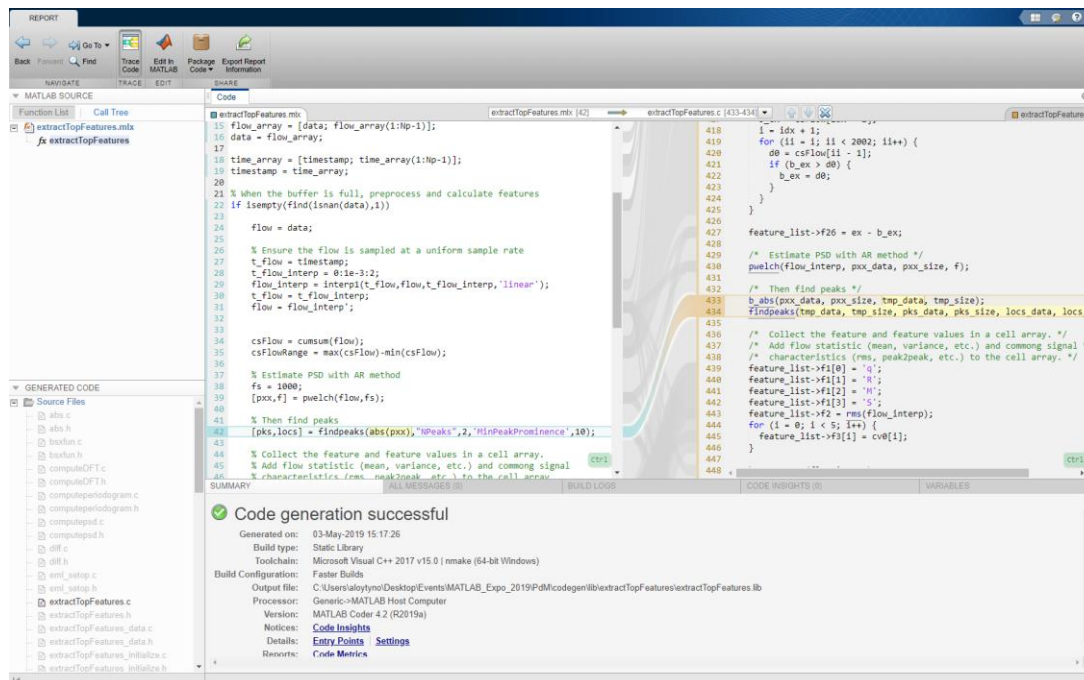 REPORT
Go To
Find
Back Forward
Trace Code
Edit In MATLAB
Package Code
Export Report Information
NAVIGATE TRACE EDIT SHARE
MATLAB SOURCE
Function List Call Tree
extractTopFeatures.mlx
fx extractTopFeatures
GENERATED CODE
Source Files
abs.c
abs.h
bsxfun.c
bsxfun.h
computeDFT.c
computeDFT.h
computeperiodogram.c
computeperiodogram.h
computepsd.c
computepsd.h
diff.c
diff.h
eml_setop.c
eml_setop.h
extractTopFeatures.c
extractTopFeatures.h
extractTopFeatures_data.c
extractTopFeatures_data.h
extractTopFeatures_initialize.c
extractTopFeatures_initialize.h
Code
extractTopFeatures.mlx
extractTopFeatures.mlx [42]
extractTopFeatures.c [433-434]
extractTopFeature
15 flow_array = [data; flow_array(1:Np-1)];
16 data = flow_array;
17
18 time_array = [timestamp; time_array(1:Np-1)];
19 timestamp = time_array;
20
21 % When the buffer is full, preprocess and calculate features
22 if isempty(find(isnan(data),1))
23
24 flow = data;
25
26 % Ensure the flow is sampled at a uniform sample rate
27 t_flow = timestamp;
28 t_flow_interp = 0:1e-3:2;
29 flow_interp = interp1(t_flow,flow,t_flow_interp,'linear');
30 t_flow = t_flow_interp;
31 flow = flow_interp';
32
33
34 csFlow = cumsum(flow);
35 csFlowRange = max(csFlow)-min(csFlow);
36
37 % Estimate PSD with AR method
38 fs = 1000;
39 [pxx,f] = pwelch(flow,fs);
40
41 % Then find peaks
42 [pks,locs] = findpeaks(abs(pxx),"NPeaks",2,'MinPeakProminence',10);
43
44 % Collect the feature and feature values in a cell array.
45 % Add flow statistic (mean, variance, etc.) and commong signal
46 % characteristics (rms, peak2peak, etc.) to the cell array
ctrl
418 i = idx + 1;
419 for (ii = i; ii < 2002; ii++) {
420 d0 = csFlow[ii - 1];
421 if (b_ex > d0) {
422 b_ex = d0;
423 }
424 }
425 }
426
427 feature_list->f26 = ex - b_ex;
428
429 /* Estimate PSD with AR method */
430 pwelch(flow_interp, pxx_data, pxx_size, f);
431
432 /* Then find peaks */
433 b_abs(pxx_data, pxx_size, tmp_data, tmp_size);
434 findpeaks(tmp_data, tmp_size, pks_data, pks_size, locs_data, locs
435
436 /* Collect the feature and feature values in a cell array. */
437 /* Add flow statistic (mean, variance, etc.) and commong signal
438 /* characteristics (rms, peak2peak, etc.) to the cell array. */
439 feature_list->f1[0] = 'q';
440 feature_list->f1[1] = 'R';
441 feature_list->f1[2] = 'M';
442 feature_list->f1[3] = 'S';
443 feature_list->f2 = rms(flow_interp);
444 for (i = 0; i < 5; i++) {
445 feature_list->f3[i] = cv0[i];
446 }
447
448
ctrl
SUMMARY ALL MESSAGES (0) BUILD LOGS CODE INSIGHTS (0) VARIABLES
Code generation successful
Generated on: 03-May-2019 15:17:26
Build type: Static Library
Toolchain: Microsoft Visual C++ 2017 v15.0 | nmake (64-bit Windows)
Build Configuration: Faster Builds
Output file: C:\Users\aloytyno\Desktop\Events\MATLAB_Expo_2019\PdM\codegen\lib\extractTopFeatures\extractTopFeatures.lib
Processor: Generic->MATLAB Host Computer
Version: MATLAB Coder 4.2 (R2019a)
Notices: Code Insights
Details: Entry Points Settings
Reports: Code Metrics